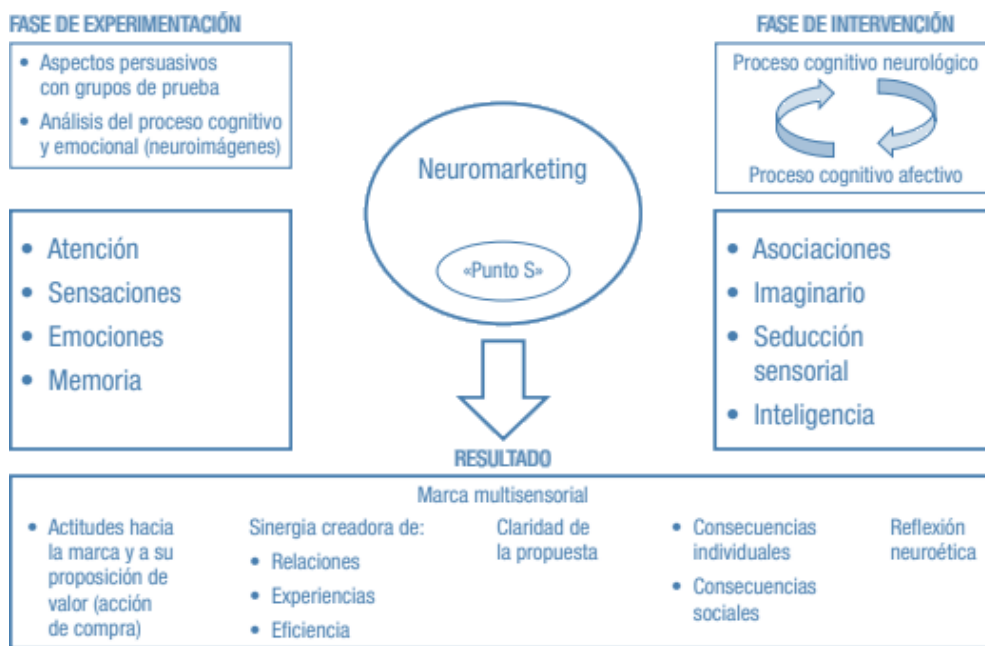 FASE DE EXPERIMENTACIÓN
• Aspectos persuasivos
con grupos de prueba
• Análisis del proceso cognitivo
y emocional (neuroimágenes)
• Atención
• Sensaciones
• Emociones
• Memoria
Neuromarketing
«Punto S»
FASE DE INTERVENCIÓN
Proceso cognitivo neurológico
Proceso cognitivo afectivo
• Asociaciones
• Imaginario
• Seducción
sensorial
• Inteligencia
RESULTADO
Marca multisensorial
• Actitudes hacia
la marca y a su
proposición de
valor (acción
de compra)
Sinergia creadora de:
• Relaciones
• Experiencias
• Eficiencia
Claridad de
la propuesta
• Consecuencias
individuales
• Consecuencias
sociales
Reflexión
neuroética